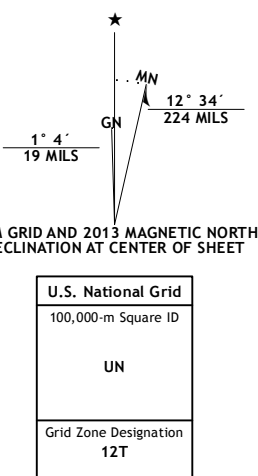 ★
MN
12° 34´
224 MILS
GN
1° 4´
19 MILS
GRID AND 2013 MAGNETIC NORTH
ECLINATION AT CENTER OF SHEET
U.S. National Grid
100,000-m Square ID
UN
Grid Zone Designation
12T